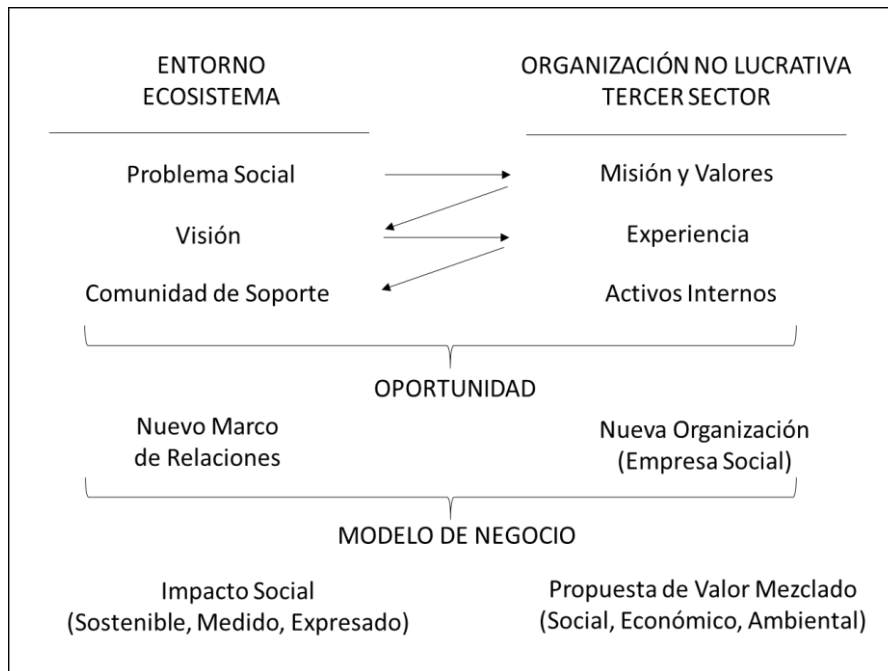 ENTORNO
ECOSISTEMA
ORGANIZACIÓN NO LUCRATIVA
TERCER SECTOR
Problema Social
Misión y Valores
Visión
Experiencia
Comunidad de Soporte
Activos Internos
OPORTUNIDAD
Nuevo Marco
de Relaciones
Nueva Organización
(Empresa Social)
MODELO DE NEGOCIO
Impacto Social
(Sostenible, Medido, Expresado)
Propuesta de Valor Mezclado
(Social, Económico, Ambiental)